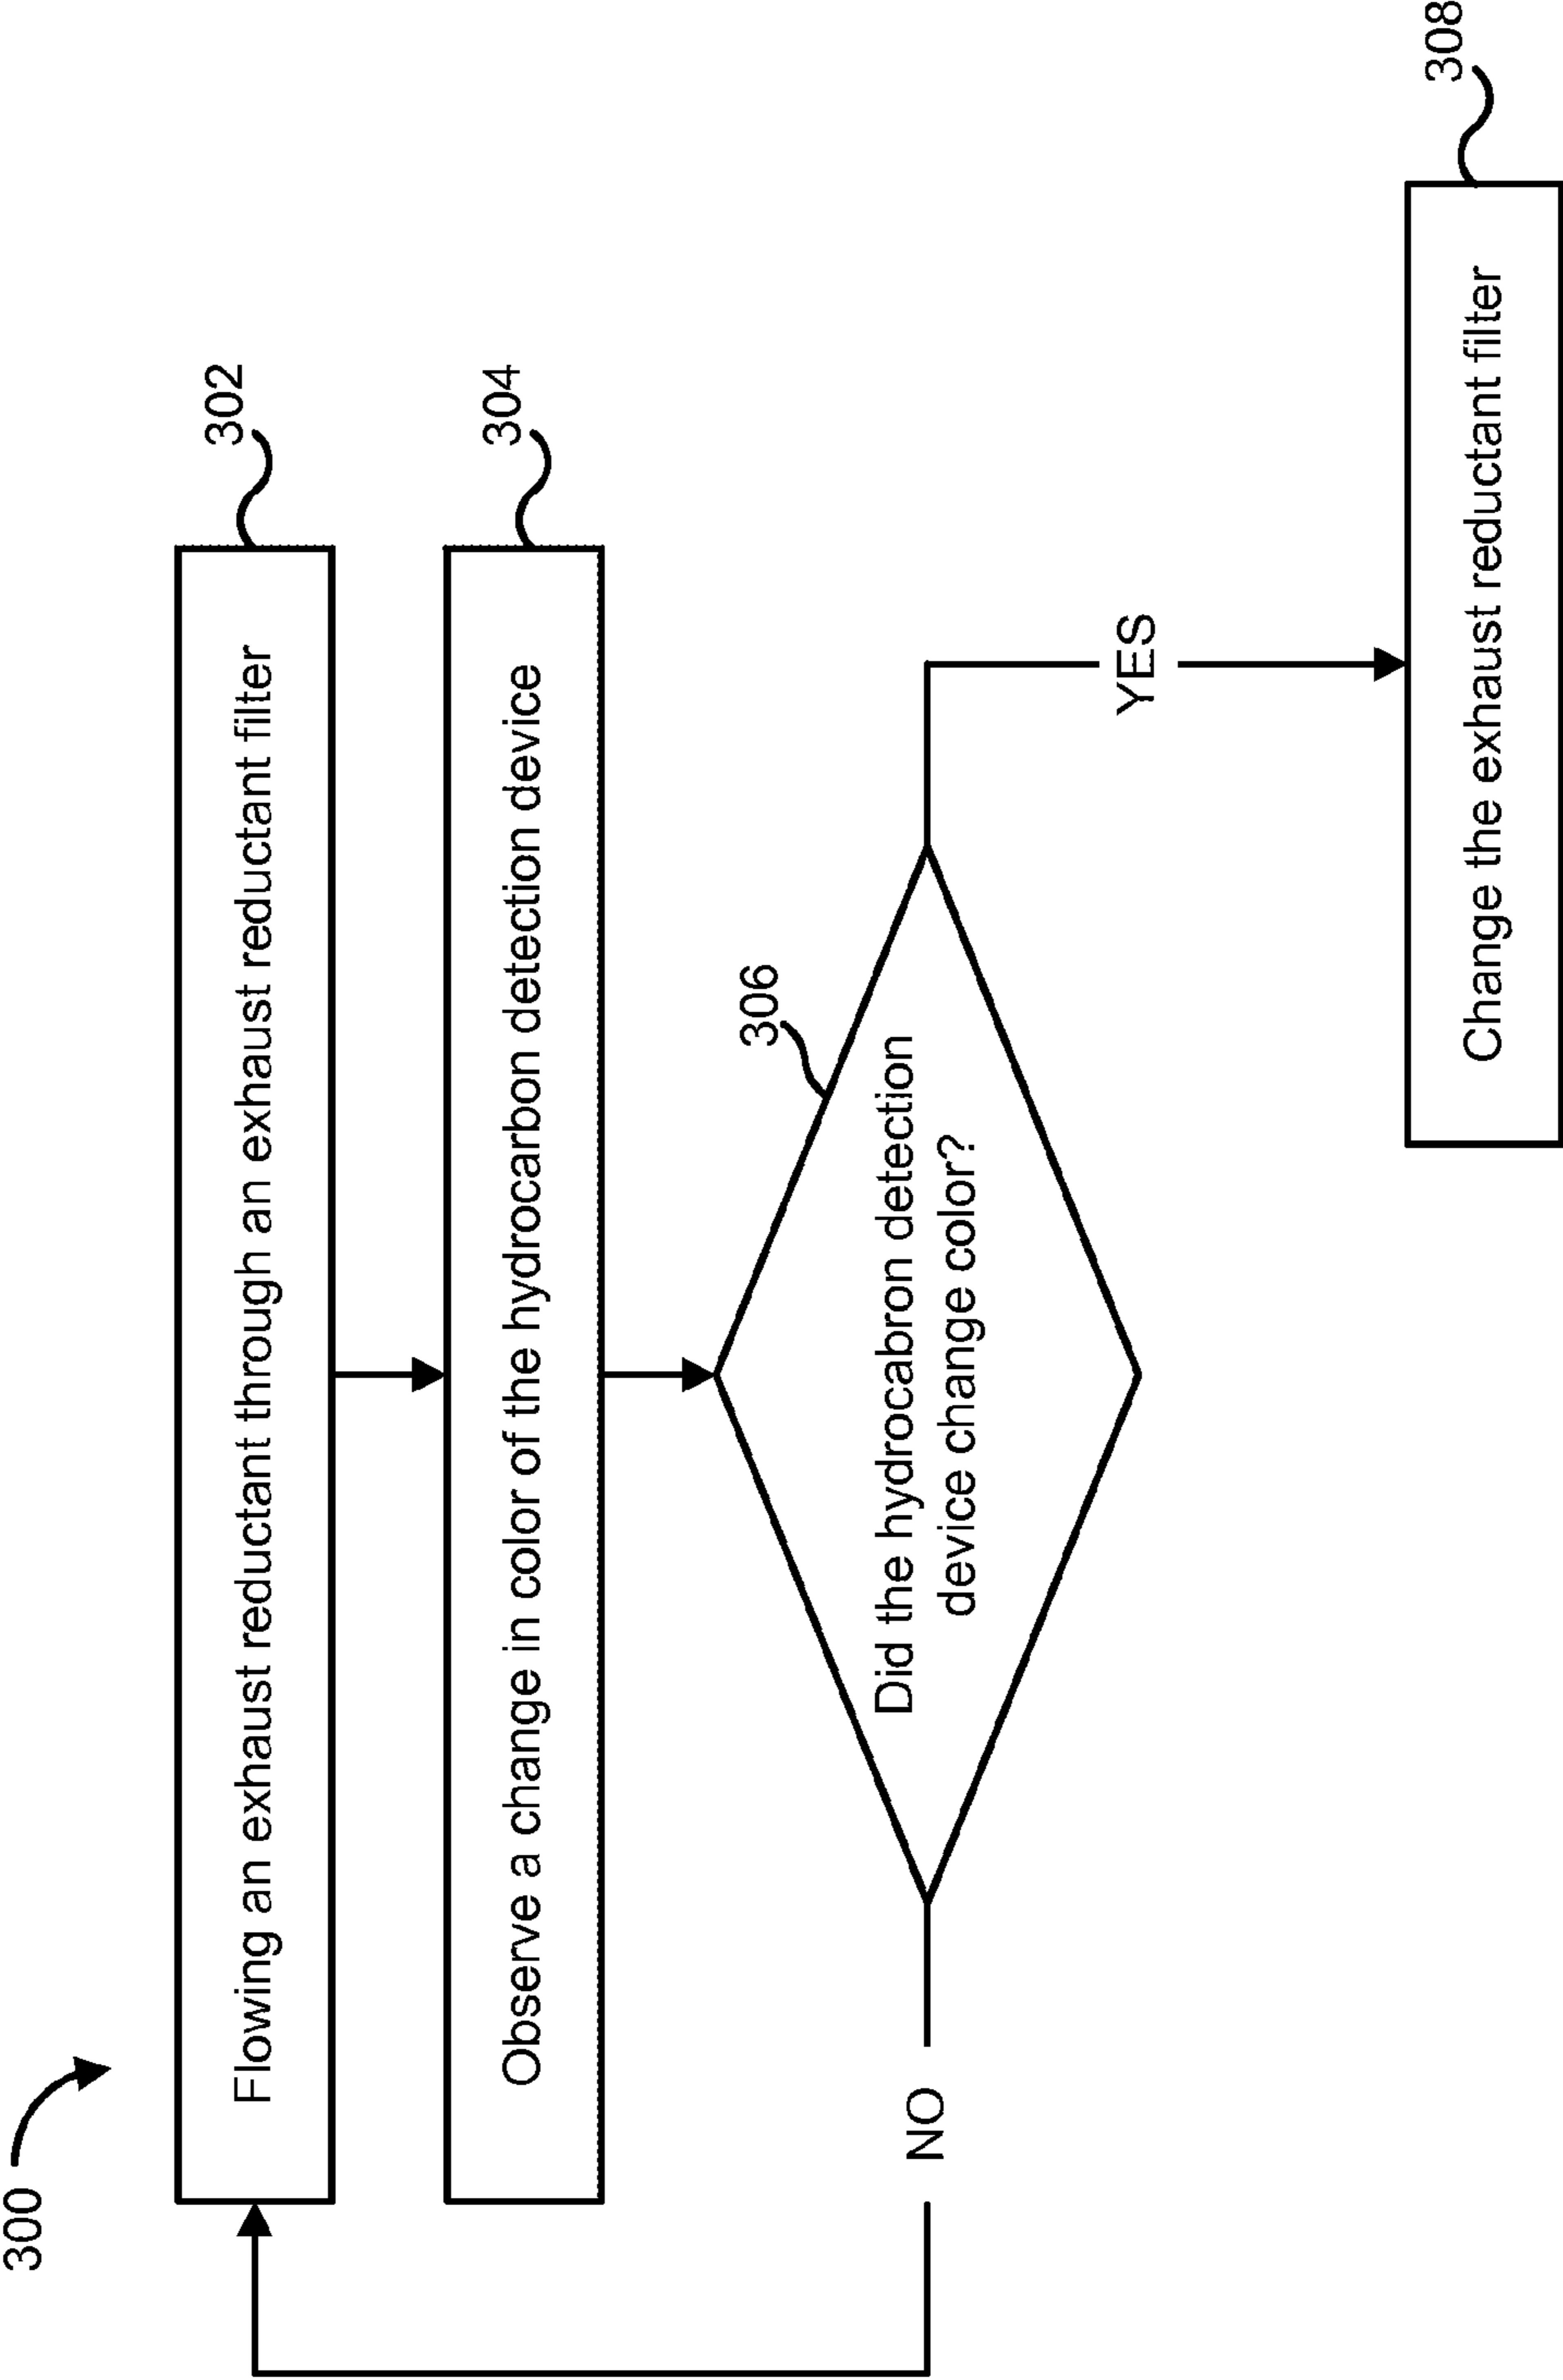 300
Flowing an exhaust reductant through an exhaust reductant filter
302
Observe a change in color of the hydrocarbon detection device
304
306
Did the hydrocabron detection
device change color?
NO
YES
Change the exhaust reductant filter
308